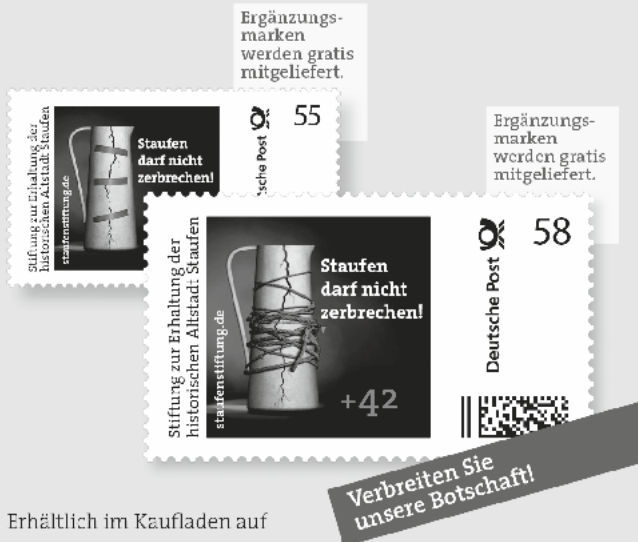 Ergänzungs-
marken
werden gratis
mitgeliefert.
Stiftung zur Erhaltung der
historischen Altstadt Staufen
staufenstiftung.de
Staufen
darf nicht
zerbrechen!
sche Post
55
Ergänzungs-
marken
werden gratis
mitgeliefert.
Stiftung zur Erhaltung der
historischen Altstadt Staufen
staufenstiftung.de
Staufen
darf nicht
zerbrechen!
+42
Deutsche Post
58
Verbreiten Sie
unsere Botschaft!
Erhältlich im Kaufladen auf